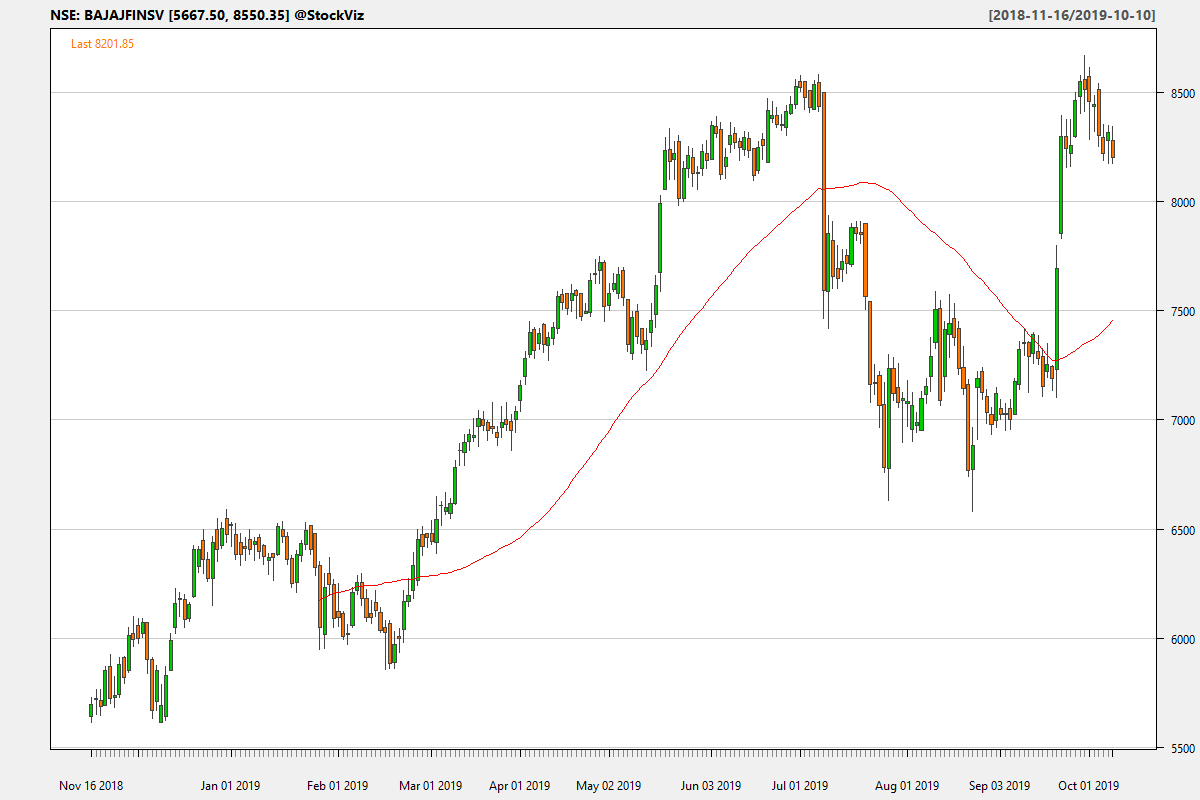 NSE: BAJAJFINSV [5667.50, 8550.35] @StockViz
[2018-11-16/2019-10-10]
Last 8201.85
8500
8000
7500
7000
6500
6000
5500
Nov 16 2018
Jan 01 2019
Feb 01 2019
Mar 01 2019
Apr 01 2019
May 02 2019
Jun 03 2019
Jul 01 2019
Aug 01 2019
Sep 03 2019
Oct 01 2019